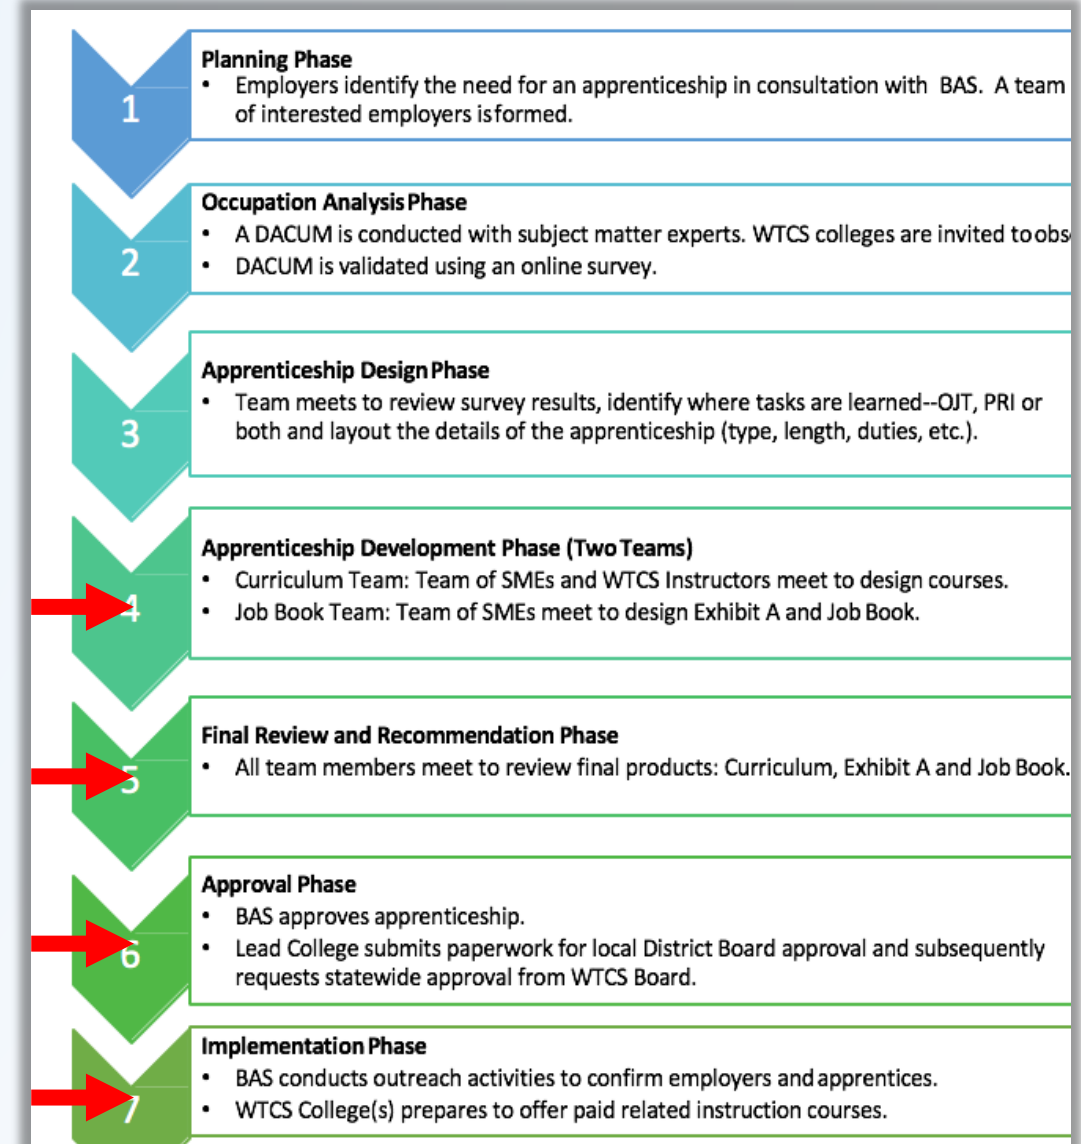 1
Planning Phase
• Employers identify the need for an apprenticeship in consultation with BAS. A team
of interested employers isformed.
2
Occupation Analysis Phase
• A DACUM is conducted with subject matter experts. WTCS colleges are invited to obs
• DACUM is validated using an online survey.
3
Apprenticeship Design Phase
• Team meets to review survey results, identify where tasks are learned--OJT, PRI or
both and layout the details of the apprenticeship (type, length, duties, etc.).
4
Apprenticeship Development Phase (Two Teams)
• Curriculum Team: Team of SMEs and WTCS Instructors meet to design courses.
• Job Book Team: Team of SMEs meet to design Exhibit A and Job Book.
5
Final Review and Recommendation Phase
• All team members meet to review final products: Curriculum, Exhibit A and Job Book.
6
Approval Phase
• BAS approves apprenticeship.
• Lead College submits paperwork for local District Board approval and subsequently
requests statewide approval from WTCS Board.
7
Implementation Phase
• BAS conducts outreach activities to confirm employers and apprentices.
• WTCS College(s) prepares to offer paid related instruction courses.